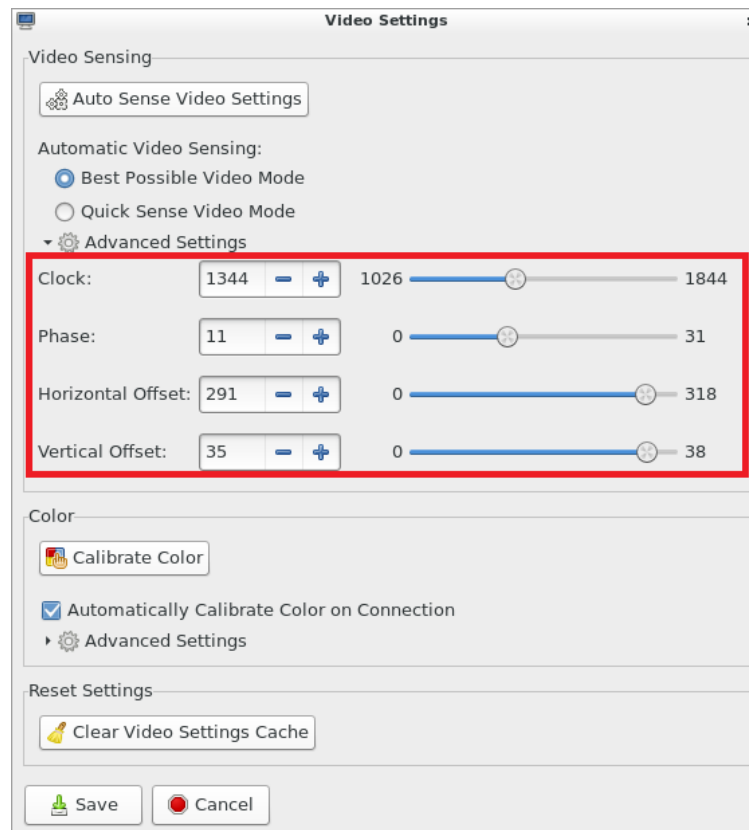 Video Settings
Video Sensing
Auto Sense Video Settings
Automatic Video Sensing:
Best Possible Video Mode
Quick Sense Video Mode
Advanced Settings
Clock: 1344 1026 1844
Phase: 11 0 31
Horizontal Offset: 291 0 318
Vertical Offset: 35 0 38
Color
Calibrate Color
Automatically Calibrate Color on Connection
Advanced Settings
Reset Settings
Clear Video Settings Cache
Save Cancel